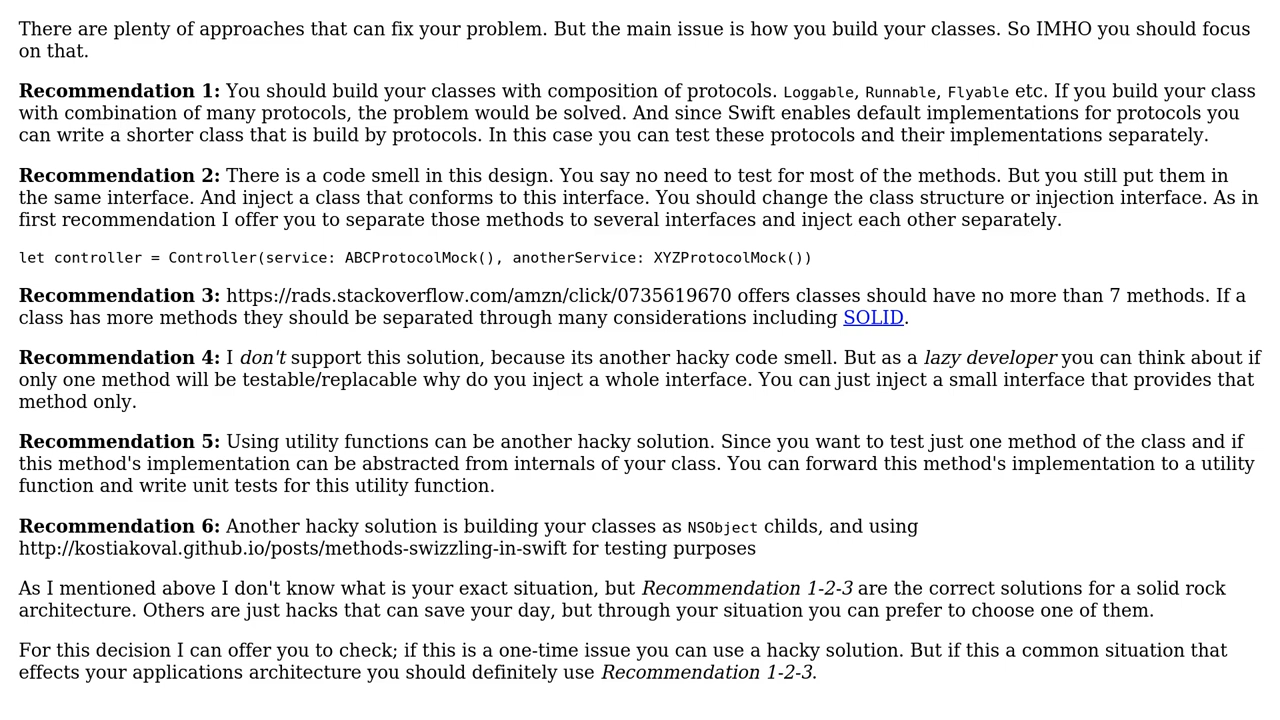 There are plenty of approaches that can fix your problem. But the main issue is how you build your classes. So IMHO you should focus
on that.
Recommendation 1: You should build your classes with composition of protocols. Loggable, Runnable, Flyable etc. If you build your class
with combination of many protocols, the problem would be solved. And since Swift enables default implementations for protocols you
can write a shorter class that is build by protocols. In this case you can test these protocols and their implementations separately.
Recommendation 2: There is a code smell in this design. You say no need to test for most of the methods. But you still put them in
the same interface. And inject a class that conforms to this interface. You should change the class structure or injection interface. As in
first recommendation I offer you to separate those methods to several interfaces and inject each other separately.
let controller = Controller(service: ABCProtocolMock(), anotherService: XYZProtocolMock())
Recommendation 3: https://rads.stackoverflow.com/amzn/click/0735619670 offers classes should have no more than 7 methods. If a
class has more methods they should be separated through many considerations including SOLID.
Recommendation 4: I don't support this solution, because its another hacky code smell. But as a lazy developer you can think about if
only one method will be testable/replacable why do you inject a whole interface. You can just inject a small interface that provides that
method only.
Recommendation 5: Using utility functions can be another hacky solution. Since you want to test just one method of the class and if
this method's implementation can be abstracted from internals of your class. You can forward this method's implementation to a utility
function and write unit tests for this utility function.
Recommendation 6: Another hacky solution is building your classes as NSObject childs, and using
http://kostiakoval.github.io/posts/methods-swizzling-in-swift for testing purposes
As I mentioned above I don't know what is your exact situation, but Recommendation 1-2-3 are the correct solutions for a solid rock
architecture. Others are just hacks that can save your day, but through your situation you can prefer to choose one of them.
For this decision I can offer you to check; if this is a one-time issue you can use a hacky solution. But if this a common situation that
effects your applications architecture you should definitely use Recommendation 1-2-3.